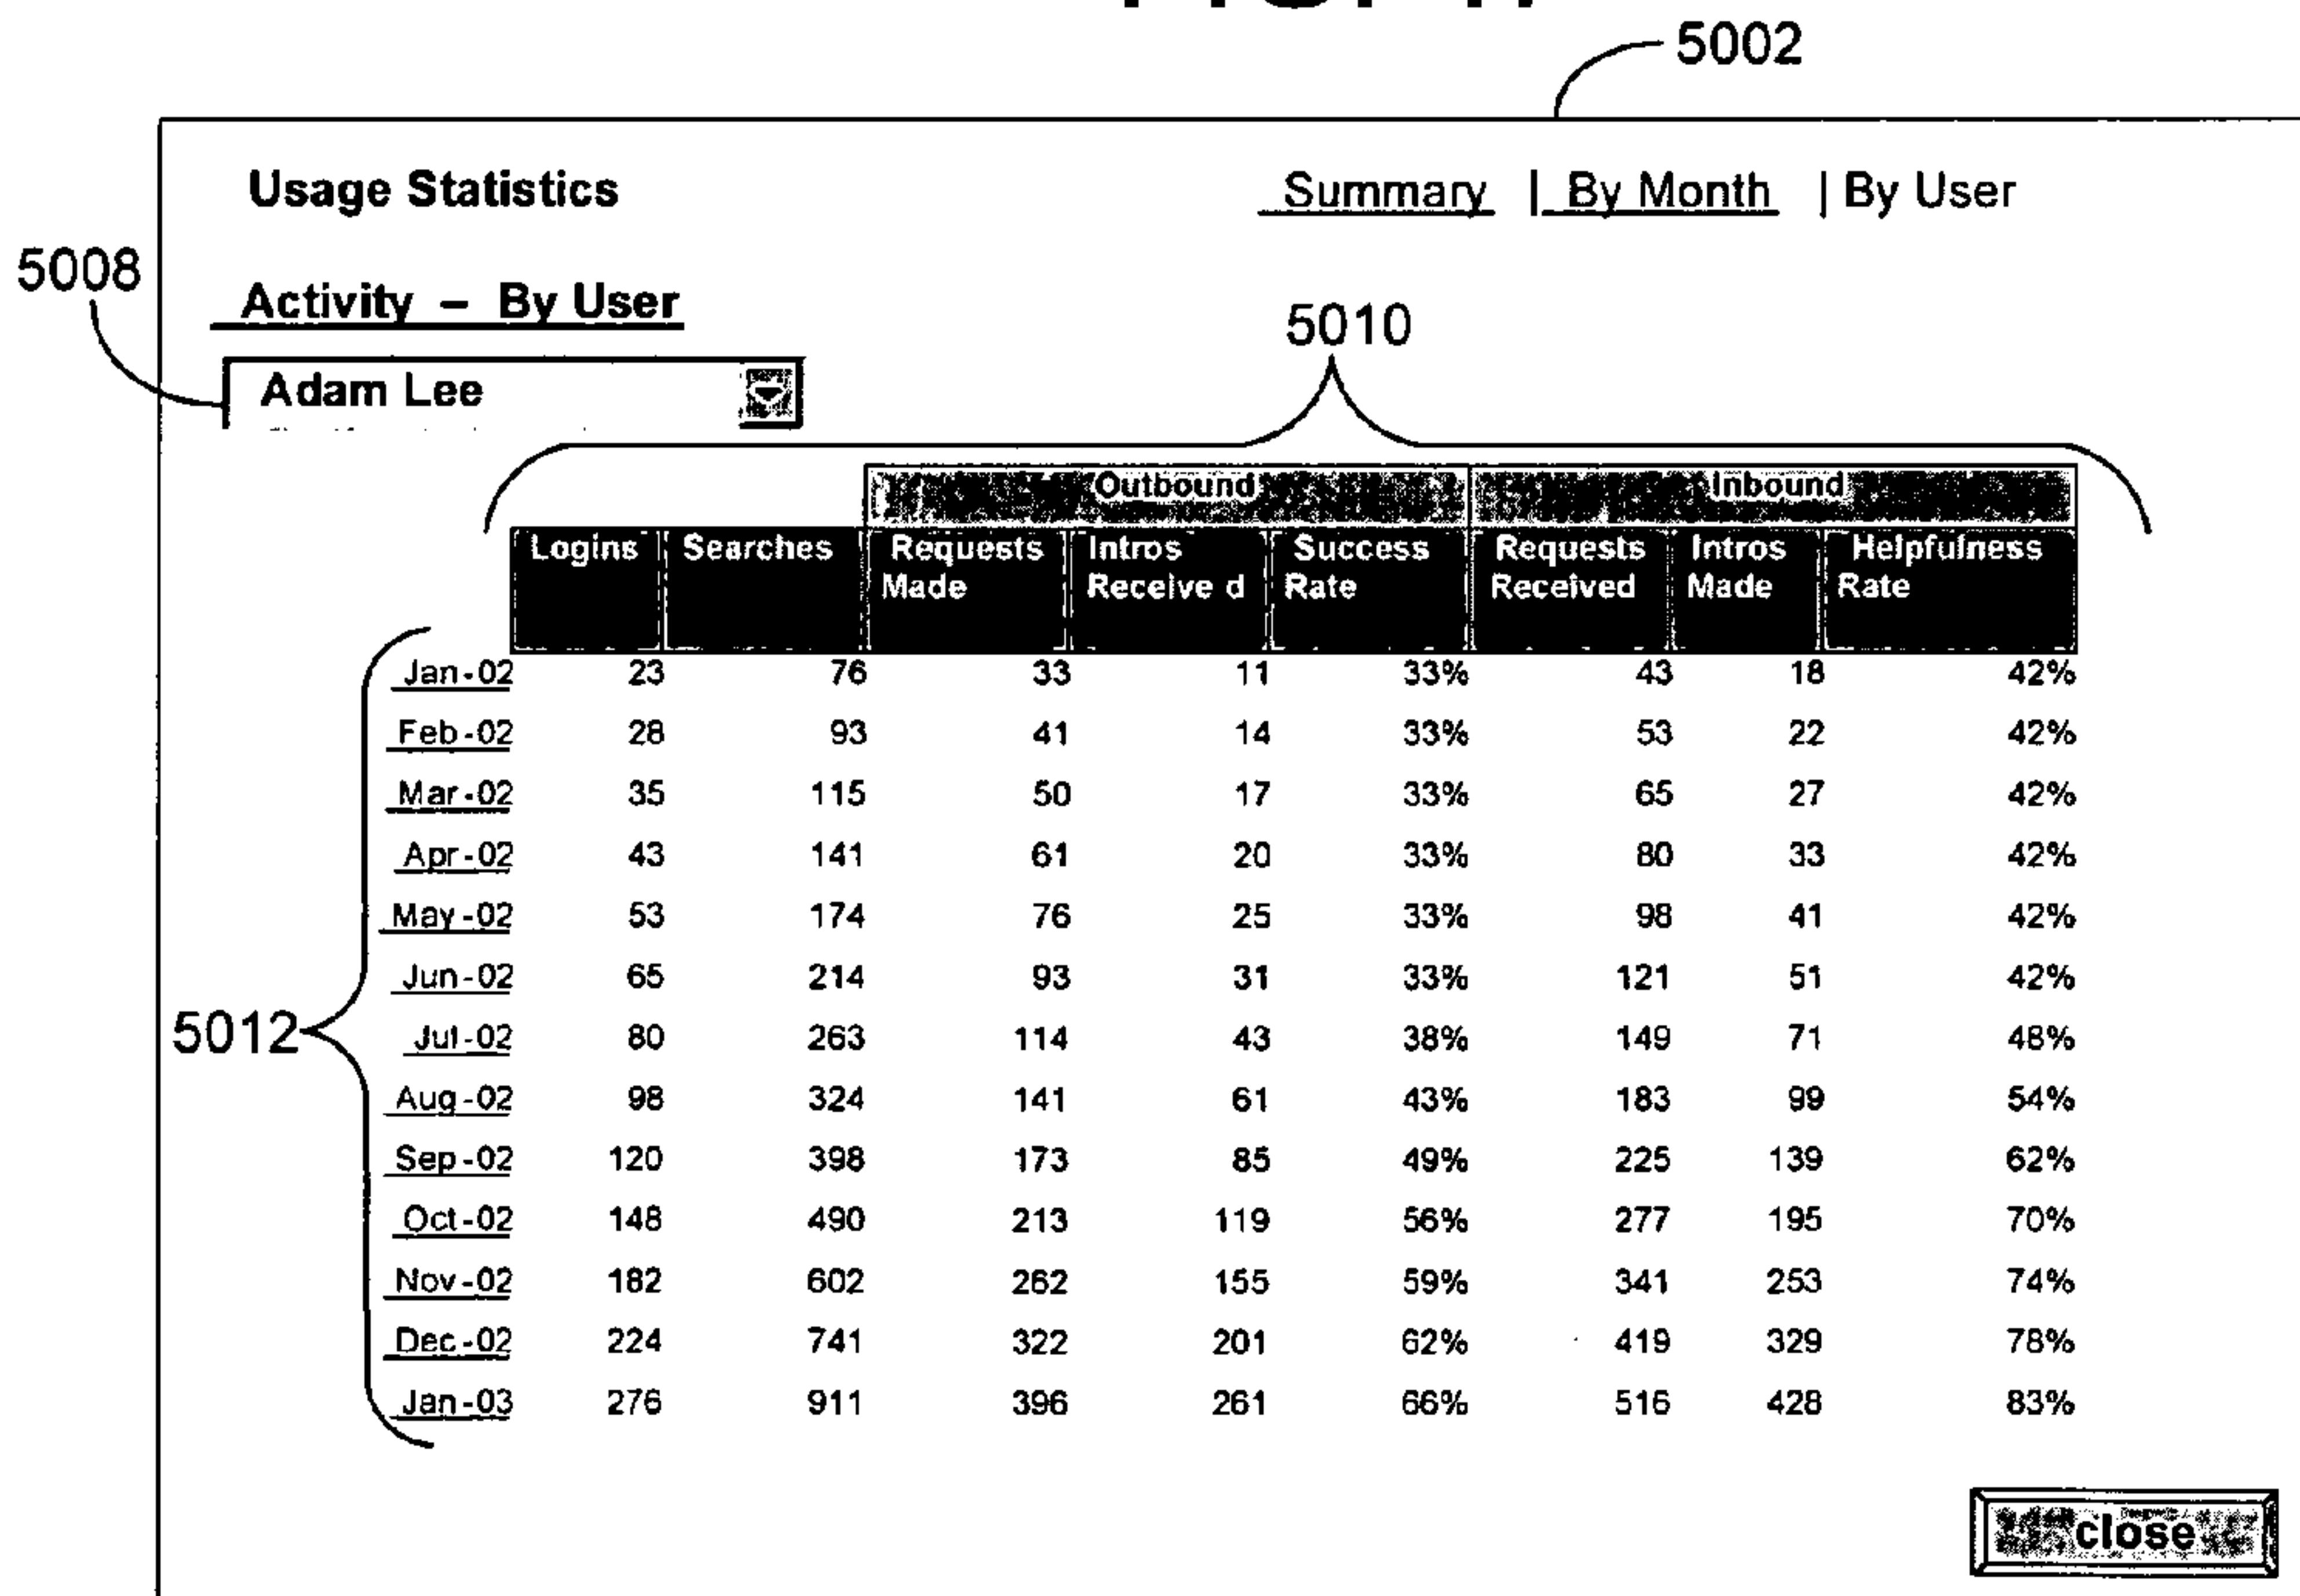 5002
Usage Statistics Summary | By Month | By User
5008
Activity – By User
5010
Adam Lee
Outbound Inbound
Logins Searches Requests Made Intros Receive d Success Rate Requests Received Intros Made Helpfulness Rate
Jan-02 23 76 33 11 33% 43 18 42%
Feb-02 28 93 41 14 33% 53 22 42%
Mar-02 35 115 50 17 33% 65 27 42%
Apr-02 43 141 61 20 33% 80 33 42%
May-02 53 174 76 25 33% 98 41 42%
Jun-02 65 214 93 31 33% 121 51 42%
5012
Jul-02 80 263 114 43 38% 149 71 48%
Aug-02 98 324 141 61 43% 183 99 54%
Sep-02 120 398 173 85 49% 225 139 62%
Oct-02 148 490 213 119 56% 277 195 70%
Nov-02 182 602 262 155 59% 341 253 74%
Dec-02 224 741 322 201 62% 419 329 78%
Jan-03 276 911 396 261 66% 516 428 83%
close